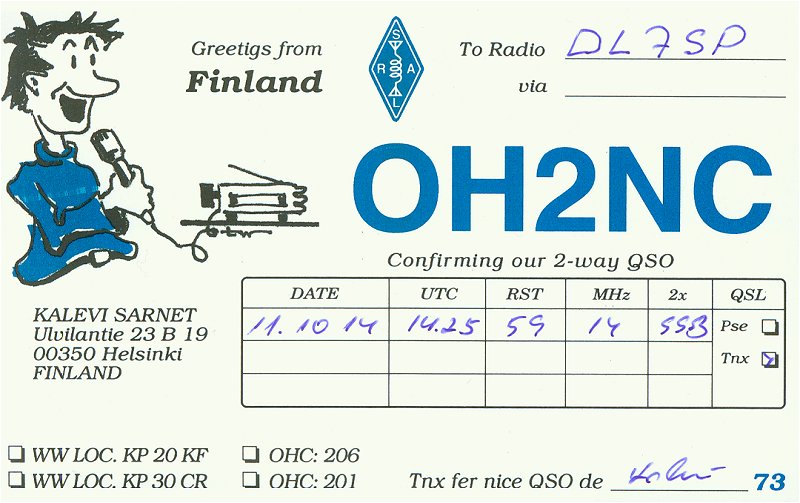 Greetigs from
Finland
S
R A
L
To Radio DL7SP
via
OH2NC
Confirming our 2-way QSO
DATE UTC RST MHz 2x QSL
11.10 14 14.25 59 14 SSB Pse
Tnx
KALEVI SARNET
Ulvilantie 23 B 19
00350 Helsinki
FINLAND
WW LOC. KP 20 KF OHC: 206
WW LOC. KP 30 CR OHC: 201
Tnx fer nice QSO de 73